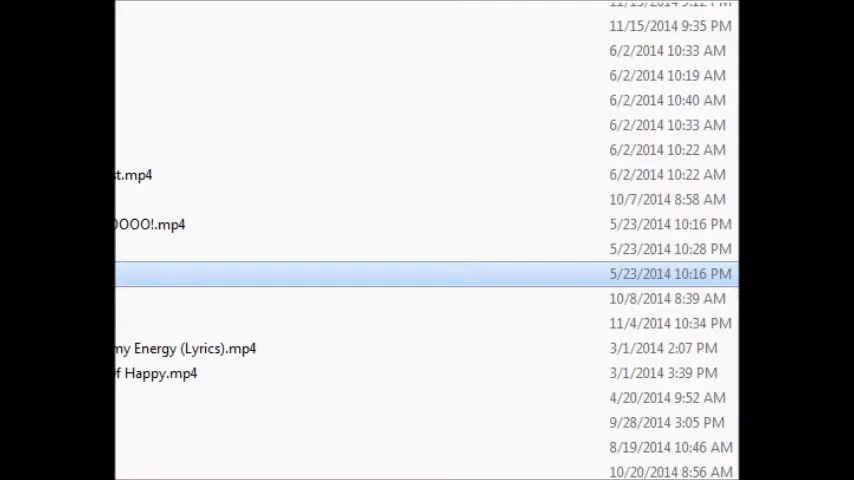 11/15/2014 9:35 PM
6/2/2014 10:33 AM
6/2/2014 10:19 AM
6/2/2014 10:40 AM
6/2/2014 10:33 AM
6/2/2014 10:22 AM
st.mp4 6/2/2014 10:22 AM
10/7/2014 8:58 AM
OOO!.mp4 5/23/2014 10:16 PM
5/23/2014 10:28 PM
5/23/2014 10:16 PM
10/8/2014 8:39 AM
11/4/2014 10:34 PM
my Energy (Lyrics).mp4 3/1/2014 2:07 PM
f Happy.mp4 3/1/2014 3:39 PM
4/20/2014 9:52 AM
9/28/2014 3:05 PM
8/19/2014 10:46 AM
10/20/2014 8:56 AM